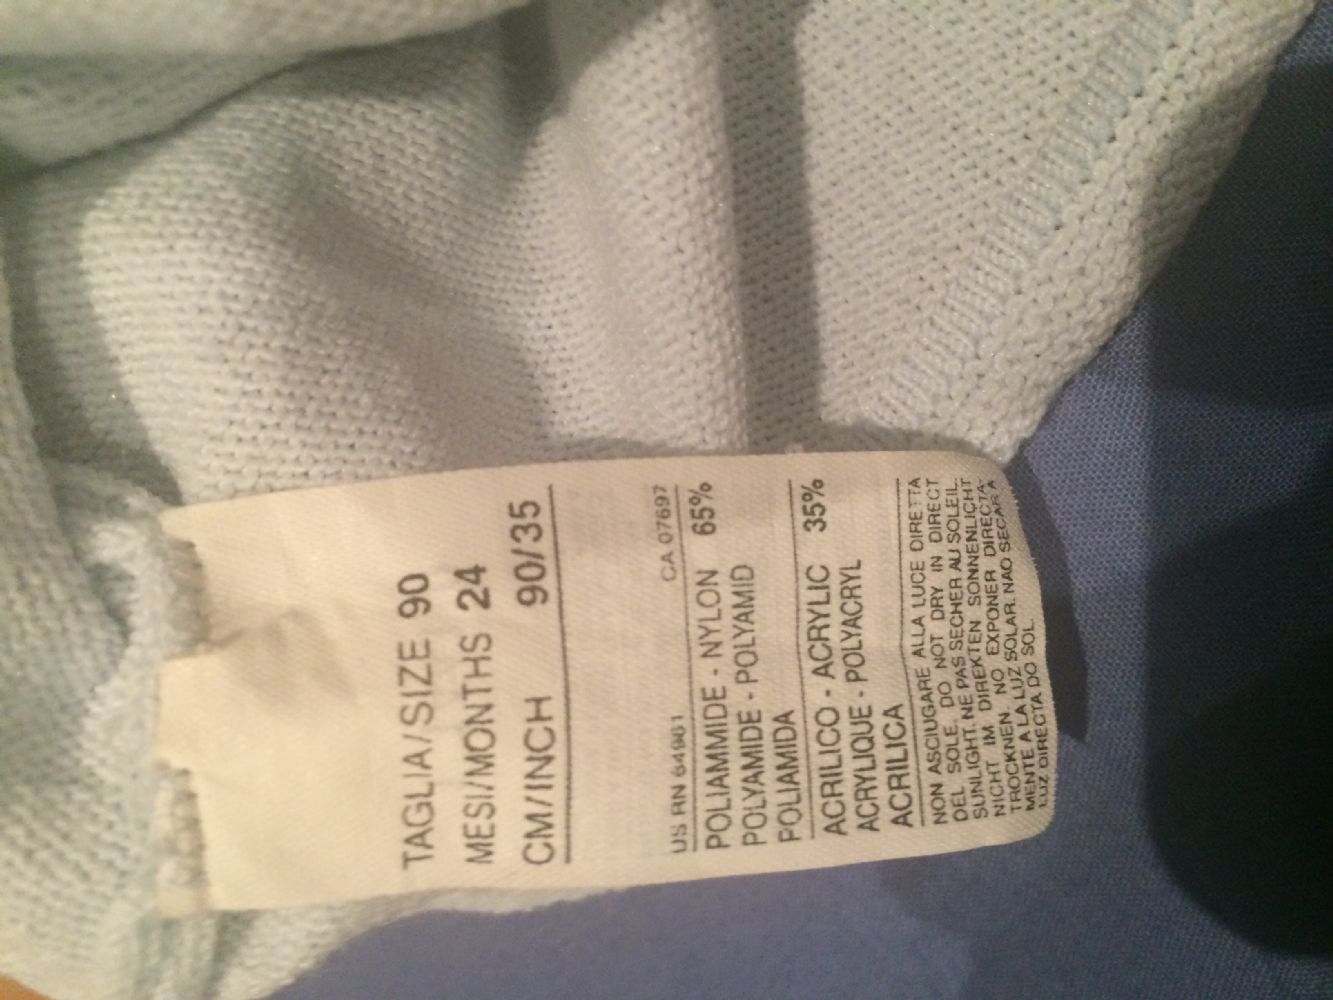 TAGLIA/SIZE 90
MESI/MONTHS 24
CM/INCH 90/35
US RN 64961 CA 07697
POLIAMMIDE - NYLON 65%
POLYAMIDE - POLYAMID
POLIAMIDA
ACRILICO - ACRYLIC 35%
ACRYLIQUE - POLYACRYL
ACRILICA
NON ASCIUGARE ALLA LUCE DIRETTA
DEL SOLE. DO NOT DRY IN DIRECT
SUNLIGHT. NE PAS SECHER AU SOLEIL.
NICHT IM DIREKTEN SONNENLICHT
TROCKNEN. NO EXPONER DIRECTA-
MENTE A LA LUZ SOLAR. NAO SECAR A
LUZ DIRECTA DO SOL.